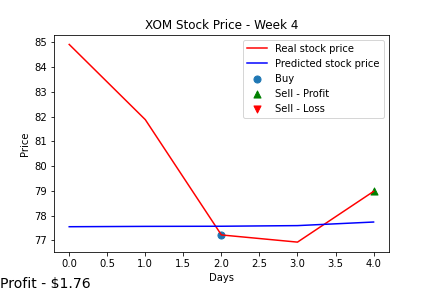 XOM Stock Price - Week 4
Real stock price
Predicted stock price
Buy
Sell - Profit
Sell - Loss
Price
85
84
83
82
81
80
79
78
77
0.0 0.5 1.0 1.5 2.0 2.5 3.0 3.5 4.0
Days
Profit - $1.76